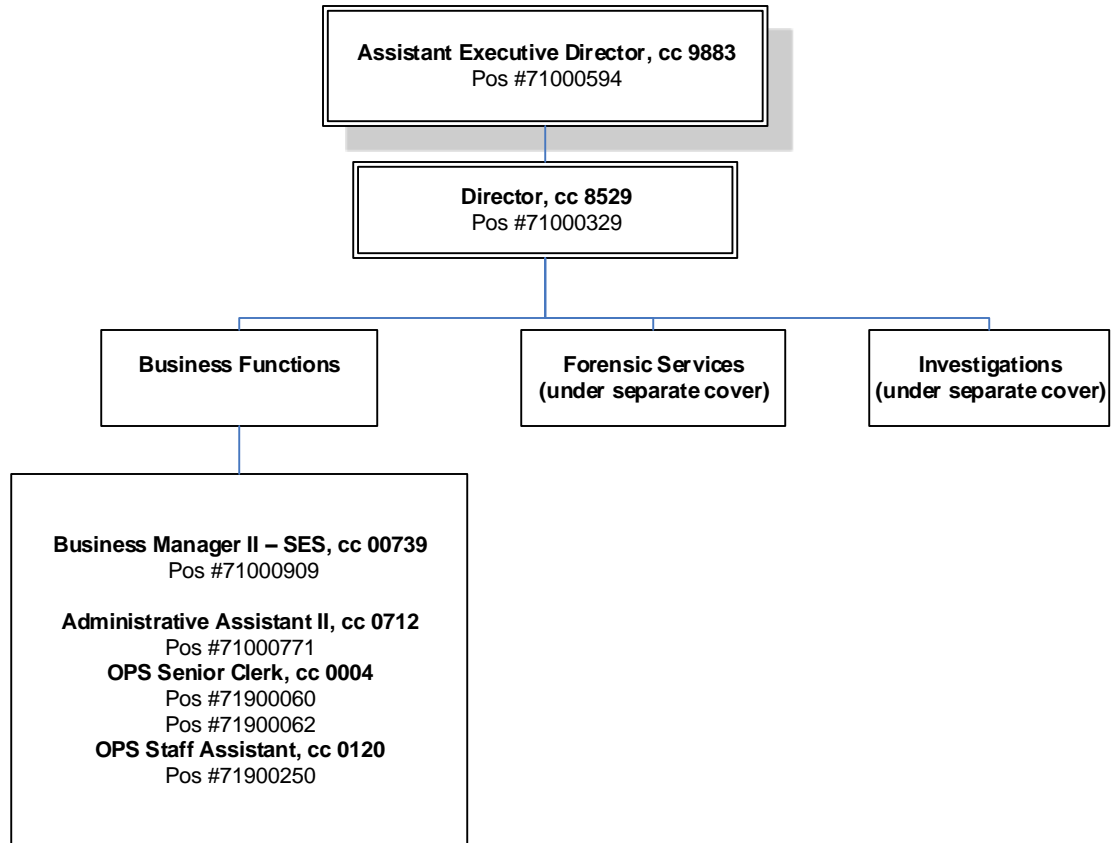 Assistant Executive Director, cc 9883
Pos #71000594
Director, cc 8529
Pos #71000329
Business Functions
Forensic Services
(under separate cover)
Investigations
(under separate cover)
Business Manager II – SES, cc 00739
Pos #71000909
Administrative Assistant II, cc 0712
Pos #71000771
OPS Senior Clerk, cc 0004
Pos #71900060
Pos #71900062
OPS Staff Assistant, cc 0120
Pos #71900250